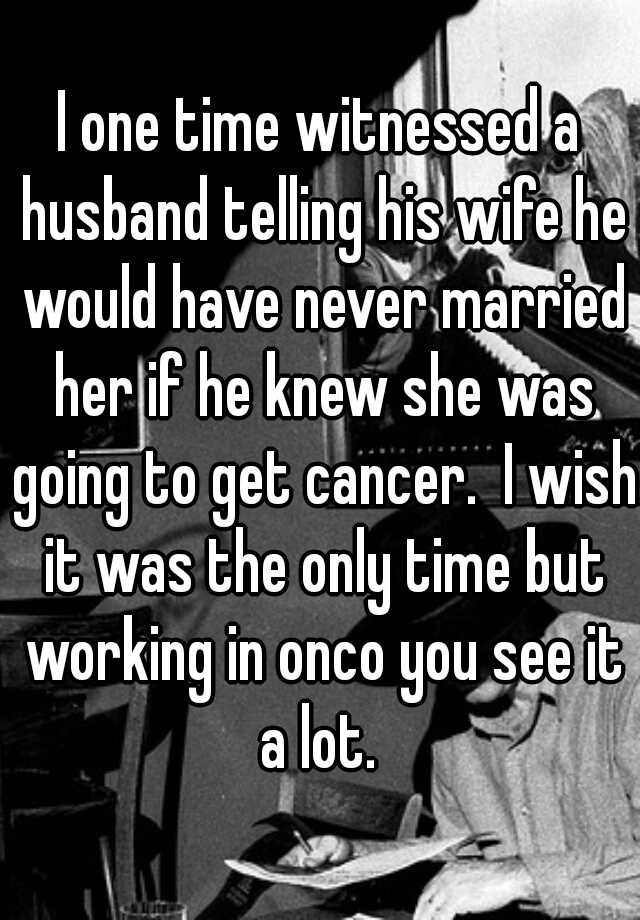 I one time witnessed a
husband telling his wife he
would have never married
her if he knew she was
going to get cancer.  I wish
it was the only time but
working in onco you see it
a lot.